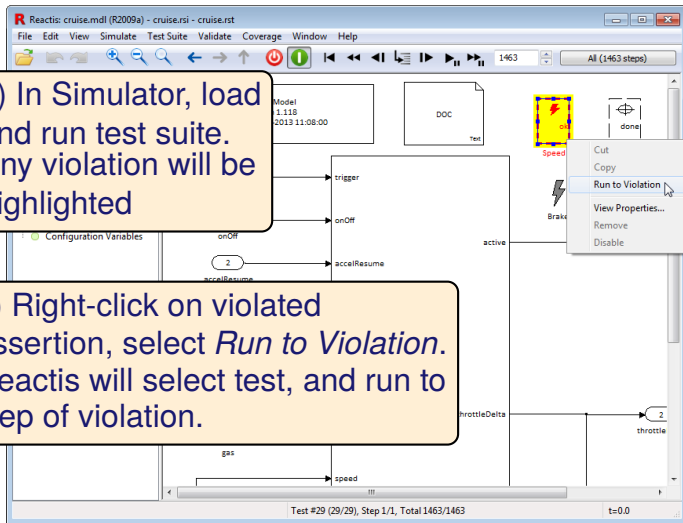 Reactis: cruise.mdl (R2009a) - cruise.rsi - cruise.rst
File Edit View Simulate Test Suite Validate Coverage Window Help
1463
All (1463 steps)
) In Simulator, load
nd run test suite.
ny violation will be
ighlighted
Model
1.118
-2013 11:08:00
DOC
Text
ok
Speed
done
Cut
Copy
Run to Violation
View Properties...
Remove
Disable
Brake
trigger
onOff
Configuration Variables
onOff
active
2
accelResume
accelResume
) Right-click on violated
ssertion, select Run to Violation.
eactis will select test, and run to
ep of violation.
throttleDelta
2
throttle
gas
speed
Test #29 (29/29), Step 1/1, Total 1463/1463
t=0.0